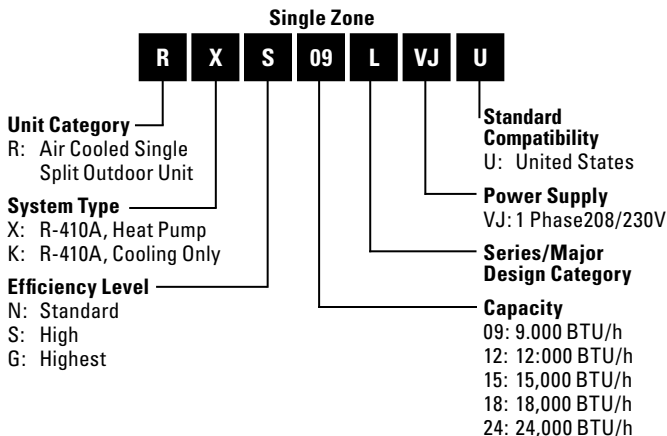 Single Zone
R X S 09 L VJ U
Unit Category
R: Air Cooled Single
Split Outdoor Unit
System Type
X: R-410A, Heat Pump
K: R-410A, Cooling Only
Efficiency Level
N: Standard
S: High
G: Highest
Standard
Compatibility
U: United States
Power Supply
VJ: 1 Phase208/230V
Series/Major
Design Category
Capacity
09: 9.000 BTU/h
12: 12:000 BTU/h
15: 15,000 BTU/h
18: 18,000 BTU/h
24: 24,000 BTU/h